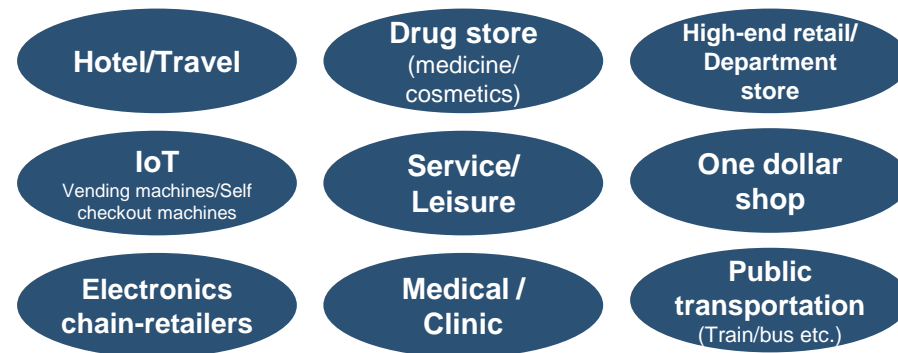 Hotel/Travel
Drug store
(medicine/
cosmetics)
High-end retail/
Department
store
IoT
Vending machines/Self
checkout machines
Service/
Leisure
One dollar
shop
Electronics
chain-retailers
Medical /
Clinic
Public
transportation
(Train/bus etc.)